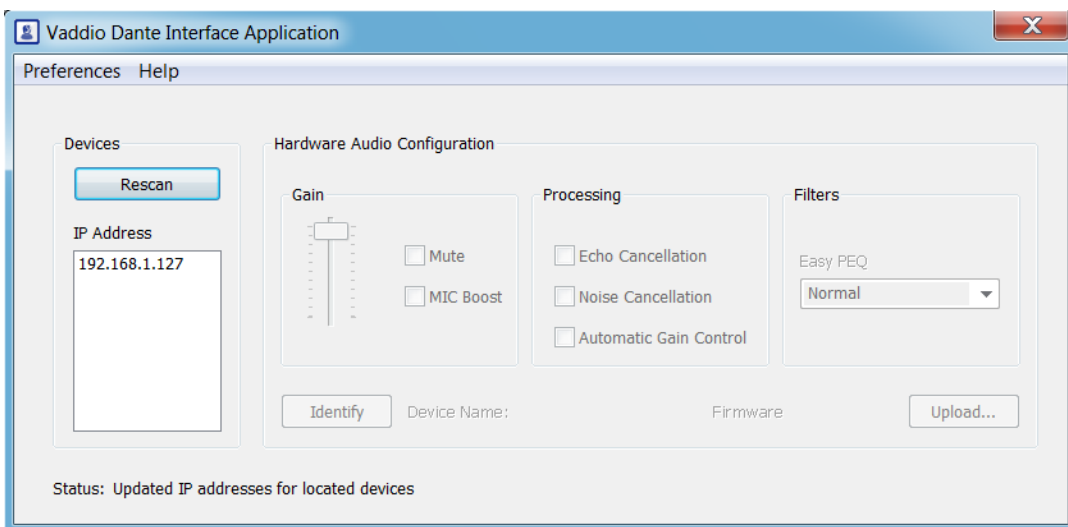 Vaddio Dante Interface Application
X
Preferences Help
Devices
Rescan
IP Address
192.168.1.127
Hardware Audio Configuration
Gain
Mute
MIC Boost
Processing
Echo Cancellation
Noise Cancellation
Automatic Gain Control
Filters
Easy PEQ
Normal
Identify Device Name: Firmware Upload...
Status: Updated IP addresses for located devices